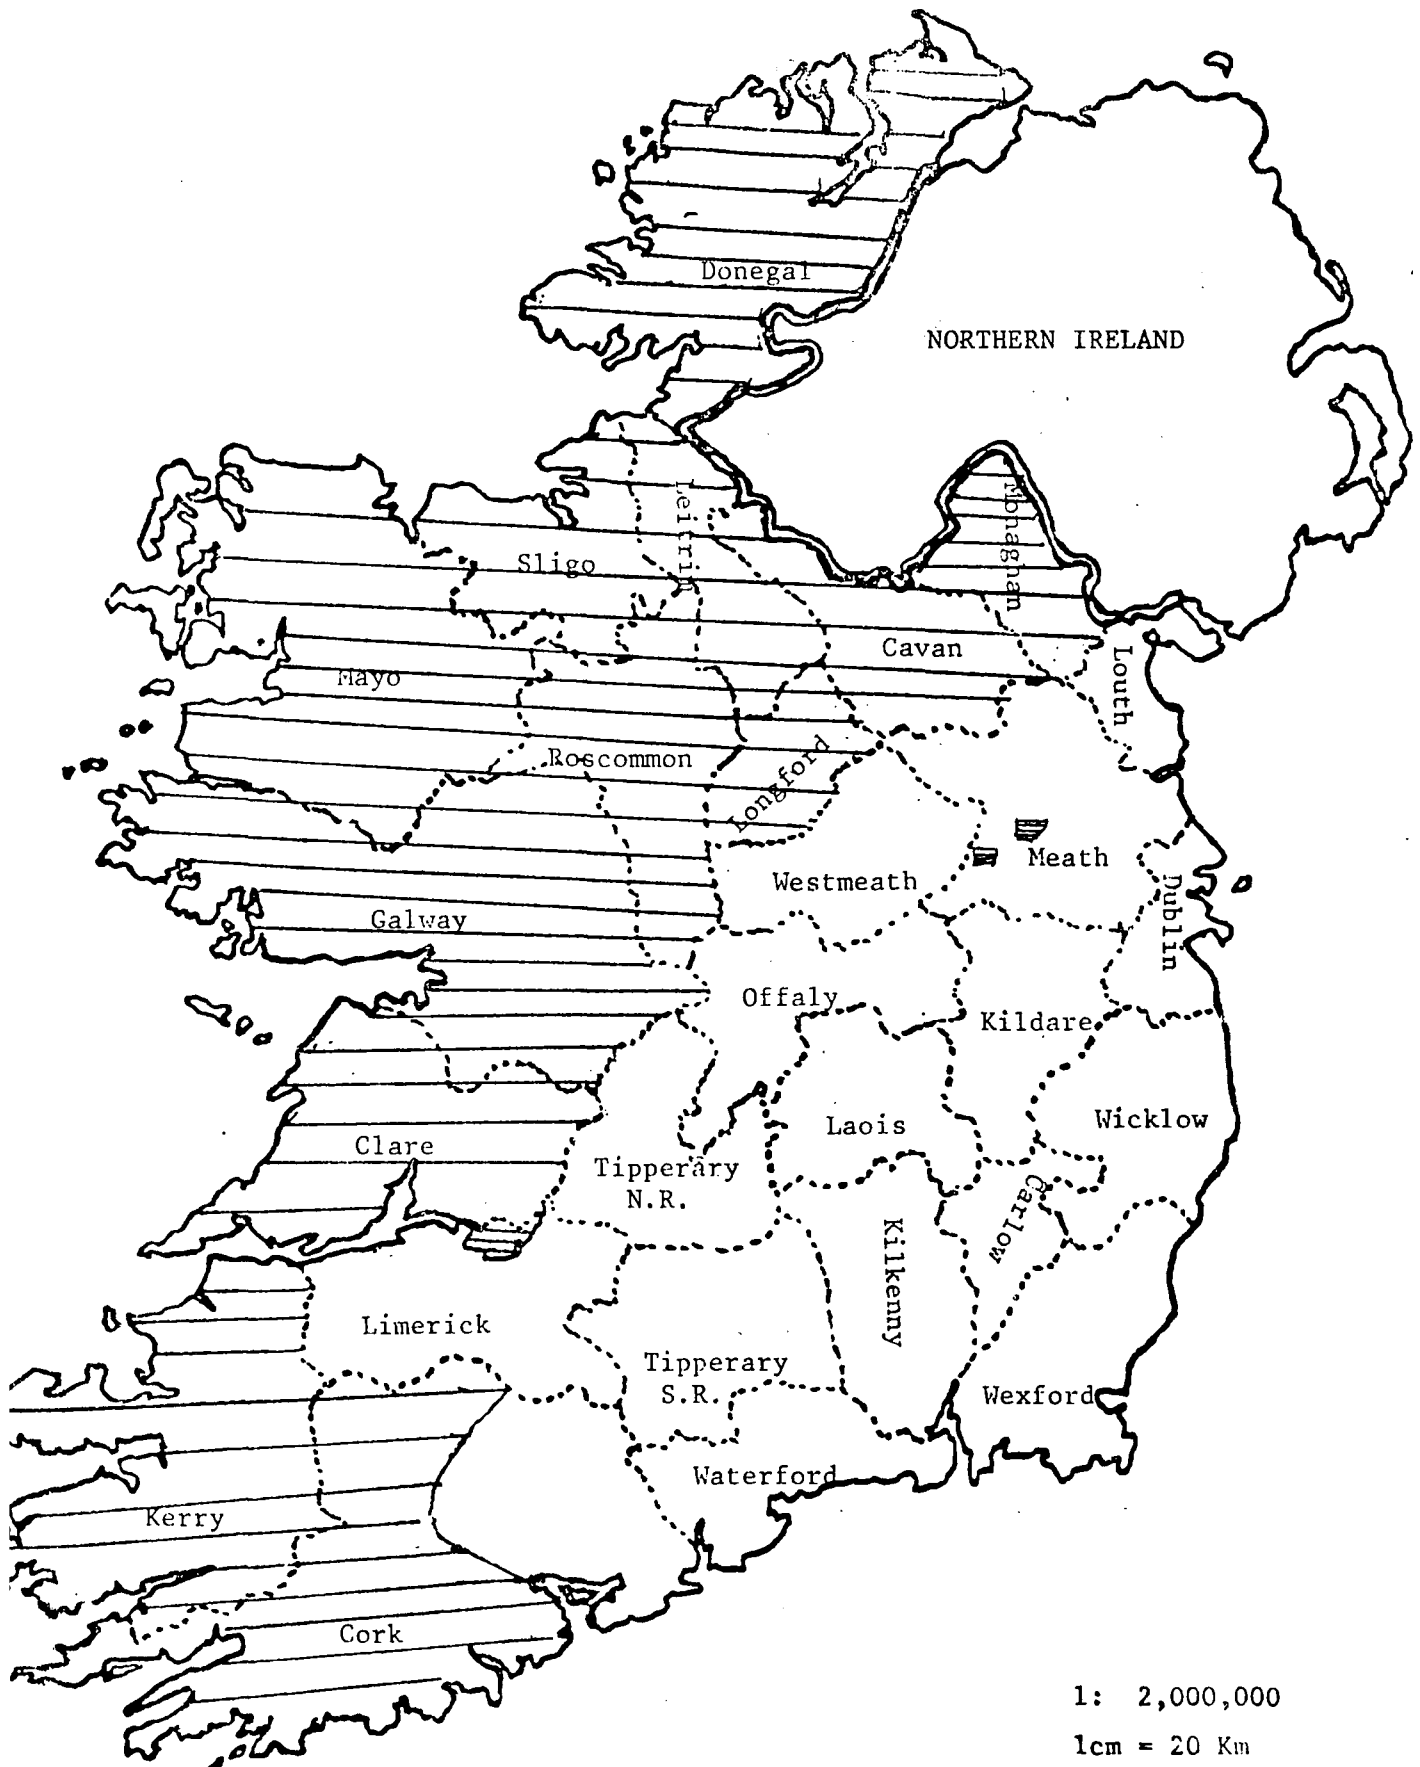 Donegal
NORTHERN IRELAND
Leitrim
Monaghan
Sligo
Cavan
Louth
Mayo
Roscommon
Longford
Meath
Westmeath
Dublin
Galway
Offaly
Kildare
Wicklow
Laois
Clare
Tipperary
N.R.
Carlow
Kilkenny
Limerick
Tipperary
S.R.
Wexford
Waterford
Kerry
Cork
1: 2,000,000
1cm = 20 Km